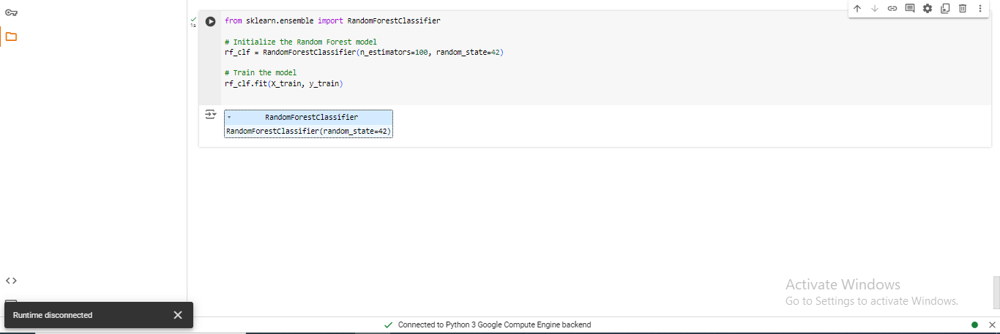 1s
from sklearn.ensemble import RandomForestClassifier
# Initialize the Random Forest model
rf_clf = RandomForestClassifier(n_estimators=100, random_state=42)
# Train the model
rf_clf.fit(X_train, y_train)
RandomForestClassifier
RandomForestClassifier(random_state=42)
Activate Windows
Go to Settings to activate Windows.
Runtime disconnected
Connected to Python 3 Google Compute Engine backend